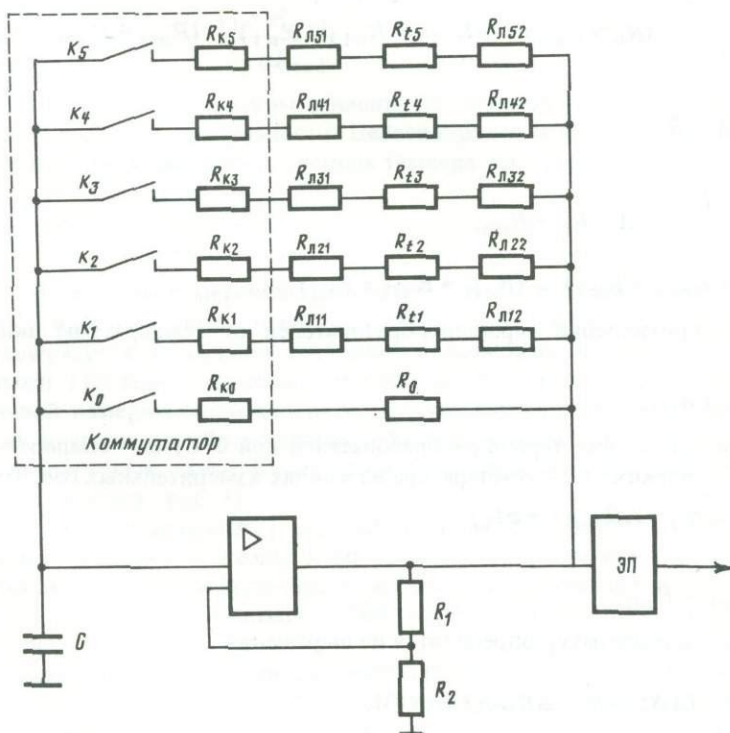 K5 Rк5 Rл51 Rt5 Rл52
K4 Rк4 Rл41 Rt4 Rл42
K3 Rк3 Rл31 Rt3 Rл32
K2 Rк2 Rл21 Rt2 Rл22
K1 Rк1 Rл11 Rt1 Rл12
K0 Rк0 R0
Коммутатор
ЭП
R1
C
R2